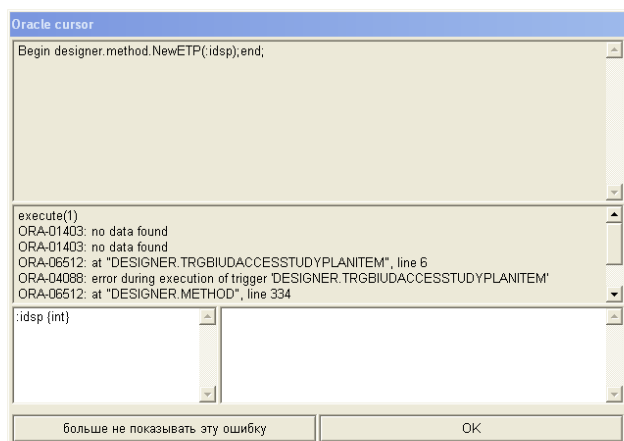 Oracle cursor
Begin designer.method.NewETP(:idsp);end;
execute(1)
ORA-01403: no data found
ORA-01403: no data found
ORA-06512: at "DESIGNER.TRGBIUDACCESSTUDYPLANITEM", line 6
ORA-04088: error during execution of trigger 'DESIGNER.TRGBIUDACCESSTUDYPLANITEM'
ORA-06512: at "DESIGNER.METHOD", line 334
:idsp {int}
больше не показывать эту ошибку
OK